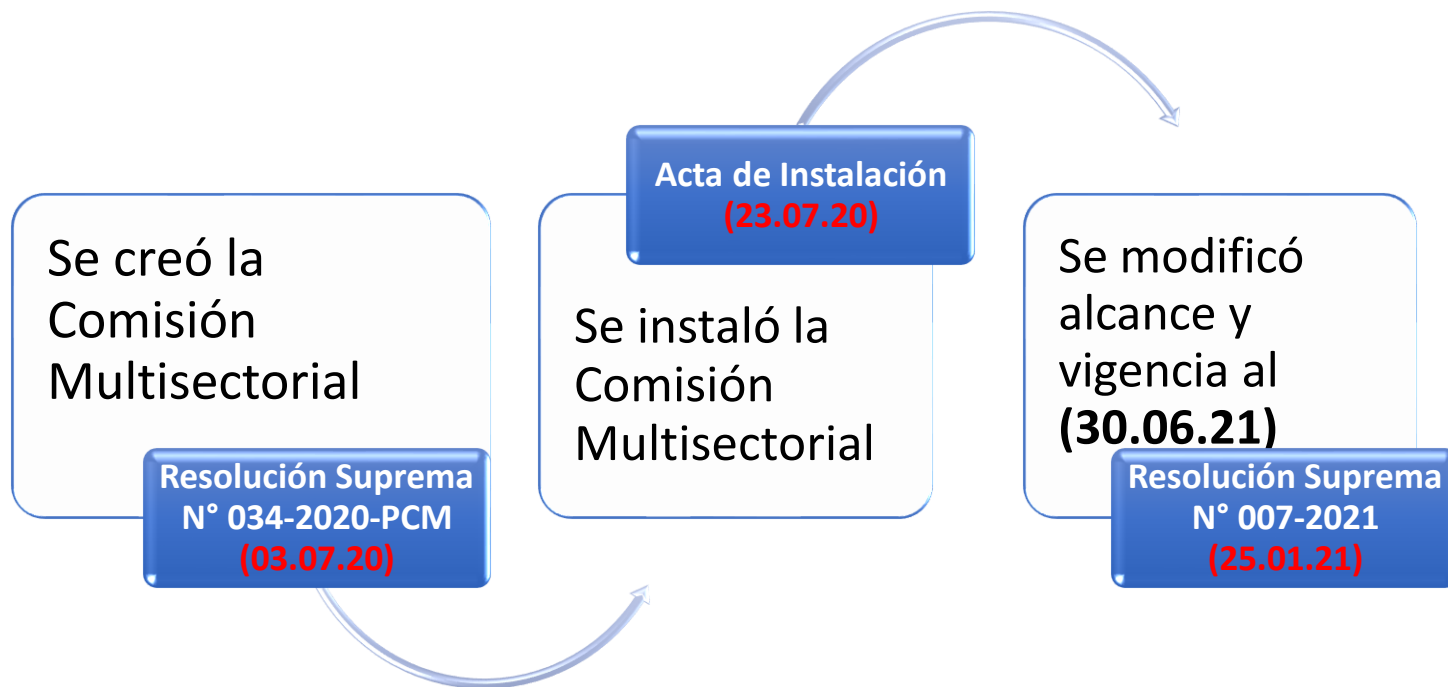 Se creó la
Comisión
Multisectorial
Resolución Suprema
N° 034-2020-PCM
(03.07.20)
Acta de Instalación
(23.07.20)
Se instaló la
Comisión
Multisectorial
Se modificó
alcance y
vigencia al
(30.06.21)
Resolución Suprema
N° 007-2021
(25.01.21)